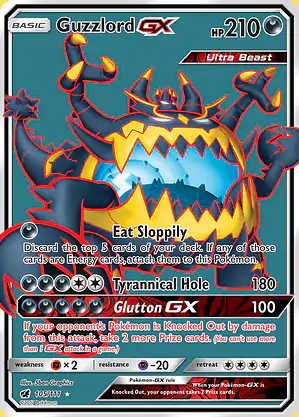 BASIC Guzzlord GX HP 210
Ultra Beast
Eat Sloppily
Discard the top 5 cards of your deck. If any of those
cards are Energy cards, attach them to this Pokémon.
Tyrannical Hole 180
Glutton GX 100
If your opponent's Pokémon is Knocked Out by damage
from this attack, take 2 more Prize cards. (You can't use more
than 1 GX attack in a game.)
weakness × 2 resistance -20 retreat
Illus. 5ban Graphics
105/111
Pokémon-GX rule
When your Pokémon-GX is Knocked
Out, your opponent takes 2 Prize cards.